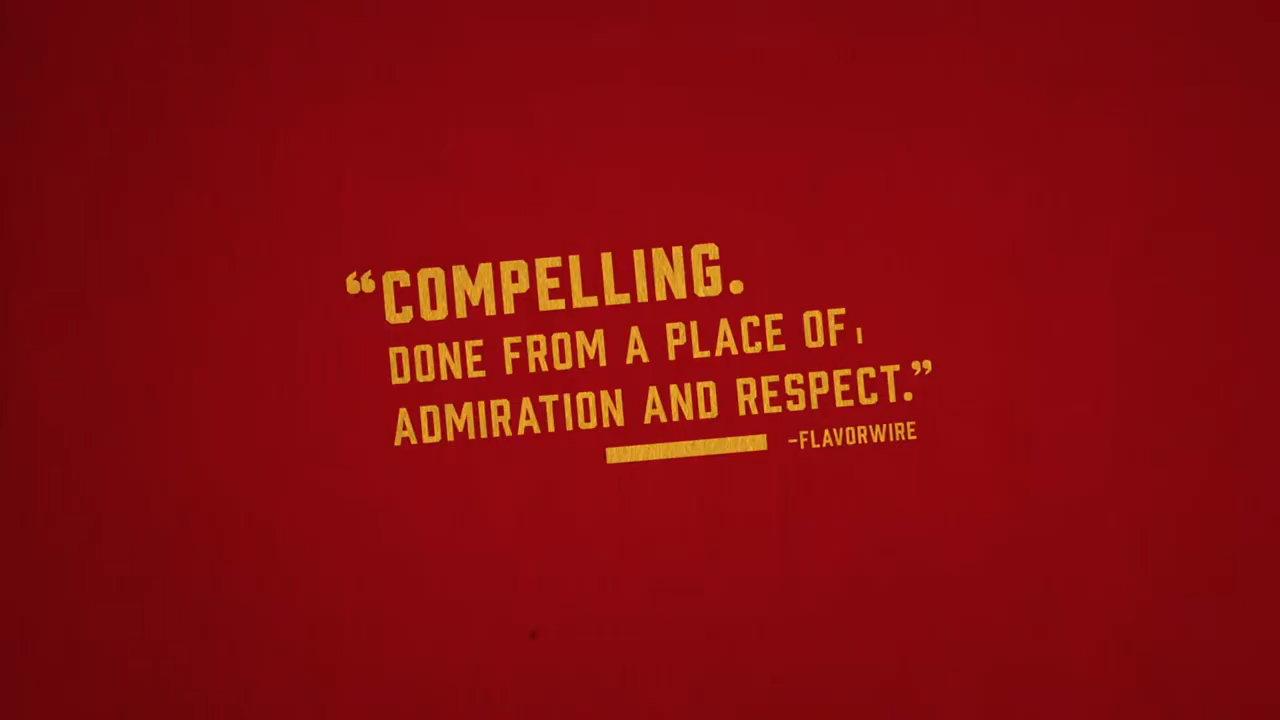 “COMPELLING.
DONE FROM A PLACE OF,
ADMIRATION AND RESPECT.”
-FLAVORWIRE